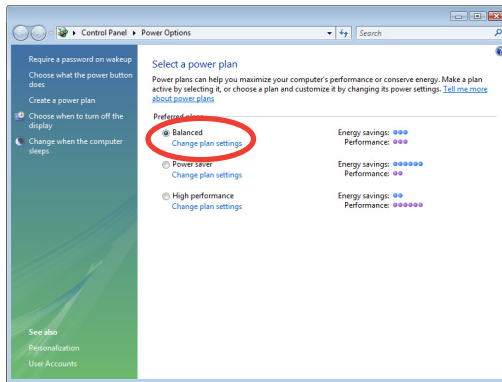 Control Panel ▸ Power Options
Search
Require a password on wakeup
Choose what the power button
does
Create a power plan
Choose when to turn off the
display
Change when the computer
sleeps
Select a power plan
Power plans can help you maximize your computer's performance or conserve energy. Make a plan
active by selecting it, or choose a plan and customize it by changing its power settings. Tell me more
about power plans
Preferred plans
Balanced Energy savings:
Change plan settings Performance:
Power saver Energy savings:
Change plan settings Performance:
High performance Energy savings:
Change plan settings Performance:
See also
Personalization
User Accounts